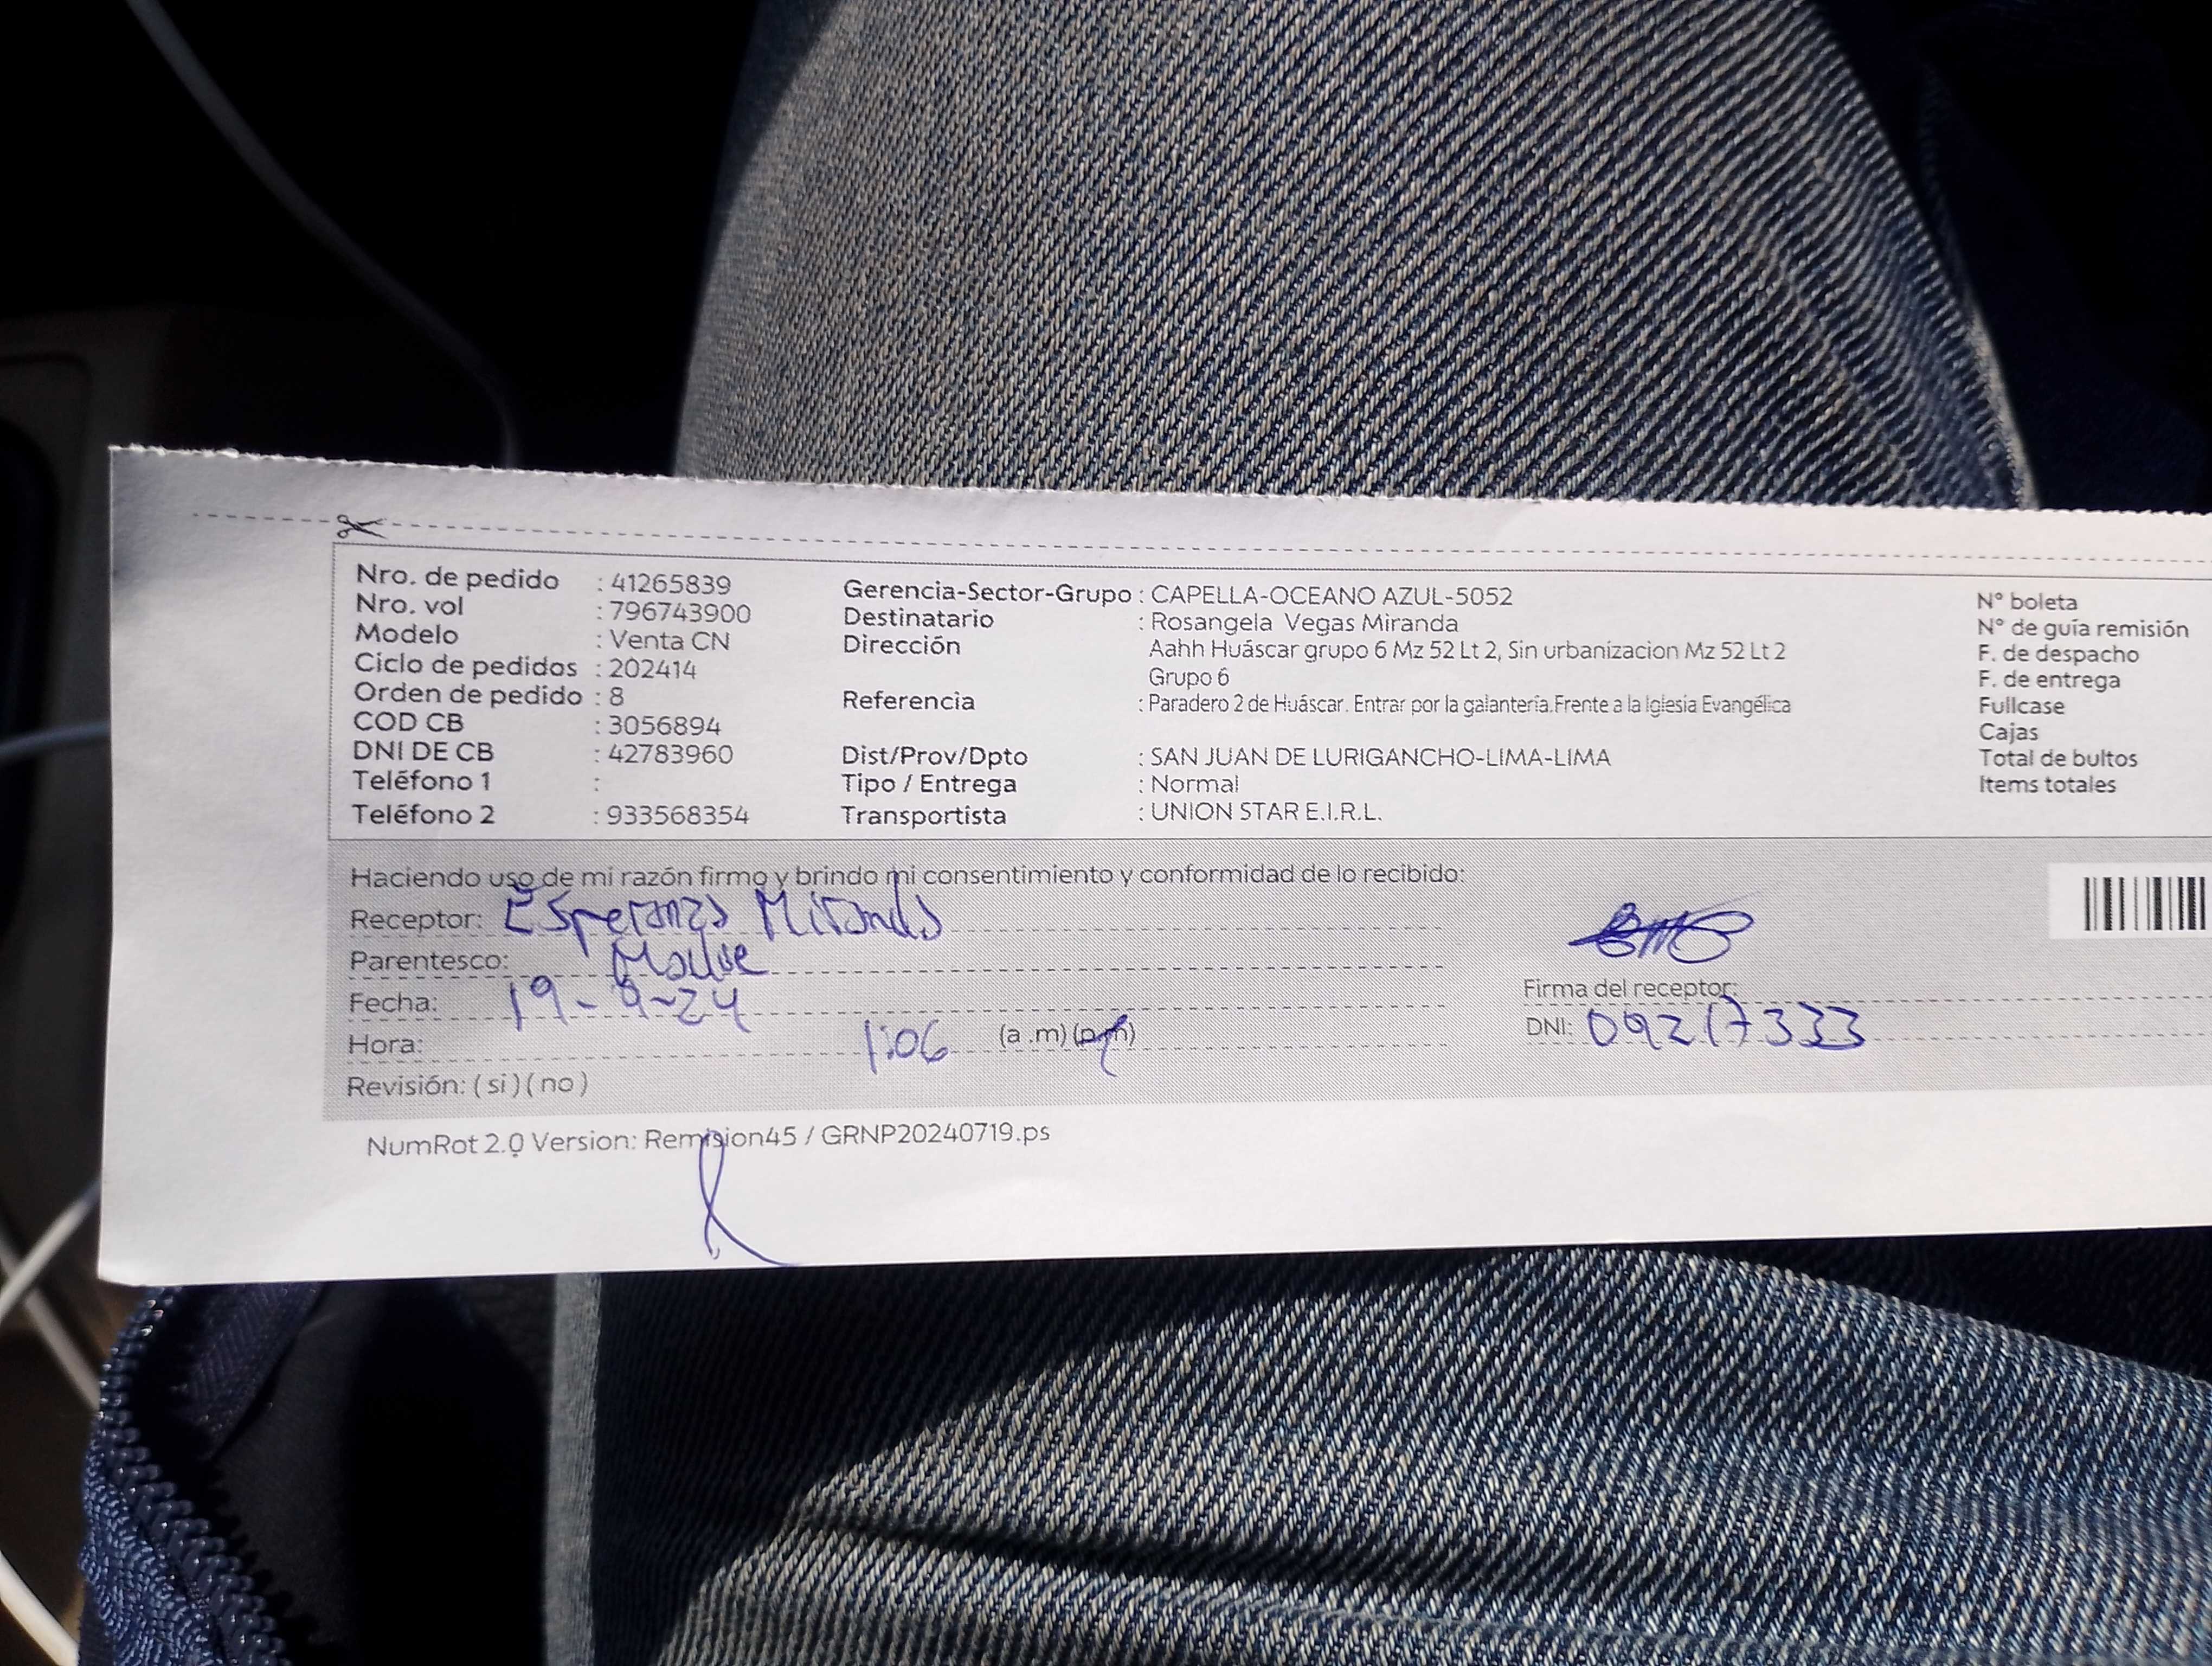 Nro. de pedido : 41265839
Nro. vol : 796743900
Modelo : Venta CN
Ciclo de pedidos : 202414
Orden de pedido : 8
COD CB : 3056894
DNI DE CB : 42783960
Teléfono 1 :
Teléfono 2 : 933568354
Gerencia-Sector-Grupo : CAPELLA-OCEANO AZUL-5052
Destinatario : Rosangela Vegas Miranda
Dirección Aahh Huáscar grupo 6 Mz 52 Lt 2, Sin urbanizacion Mz 52 Lt 2
Grupo 6
Referencia : Paradero 2 de Huáscar. Entrar por la galantería.Frente a la Iglesia Evangélica
Dist/Prov/Dpto : SAN JUAN DE LURIGANCHO-LIMA-LIMA
Tipo / Entrega : Normal
Transportista : UNION STAR E.I.R.L.
N° boleta
N° de guía remisión
F. de despacho
F. de entrega
Fullcase
Cajas
Total de bultos
Items totales
Haciendo uso de mi razón firmo y brindo mi consentimiento y conformidad de lo recibido:
Receptor: Esperanza Miranda
Parentesco:
Fecha: 19-9-24
Hora: 1:06 (a .m) (p.m)
Revisión: ( si ) ( no )
Firma del receptor:
DNI: 09217333
NumRot 2.0 Version: Remision45 / GRNP20240719.ps